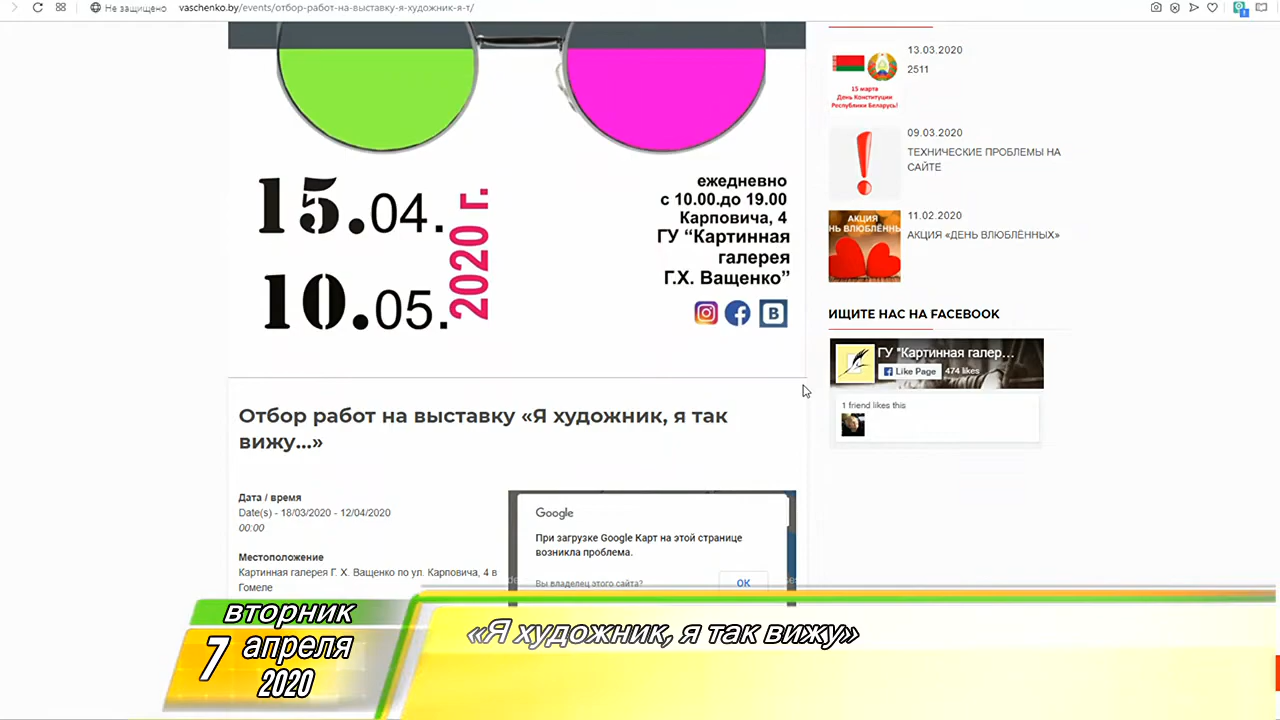 Не защищено vaschenko.by/events/отбор-работ-на-выставку-я-художник-я-т/
15.04.
10.05.
2020 г.
ежедневно
с 10.00.до 19.00
Карповича, 4
ГУ “Картинная
галерея
Г.Х. Ващенко”
13.03.2020
2511
15 марта
День Конституции
Республики Беларусь!
09.03.2020
ТЕХНИЧЕСКИЕ ПРОБЛЕМЫ НА
САЙТЕ
11.02.2020
АКЦИЯ «ДЕНЬ ВЛЮБЛЁННЫХ»
АКЦИЯ
НЬ ВЛЮБЛЁННЫ
ИЩИТЕ НАС НА FACEBOOK
ГУ "Картинная галер...
Like Page 474 likes
1 friend likes this
Отбор работ на выставку «Я художник, я так
вижу...»
Дата / время
Date(s) - 18/03/2020 - 12/04/2020
00:00
Местоположение
Картинная галерея Г. Х. Ващенко по ул. Карповича, 4 в
Гомеле
Google
При загрузке Google Карт на этой странице
возникла проблема.
Вы владелец этого сайта?
ОК
вторник
7 апреля
2020
«Я художник, я так вижу»